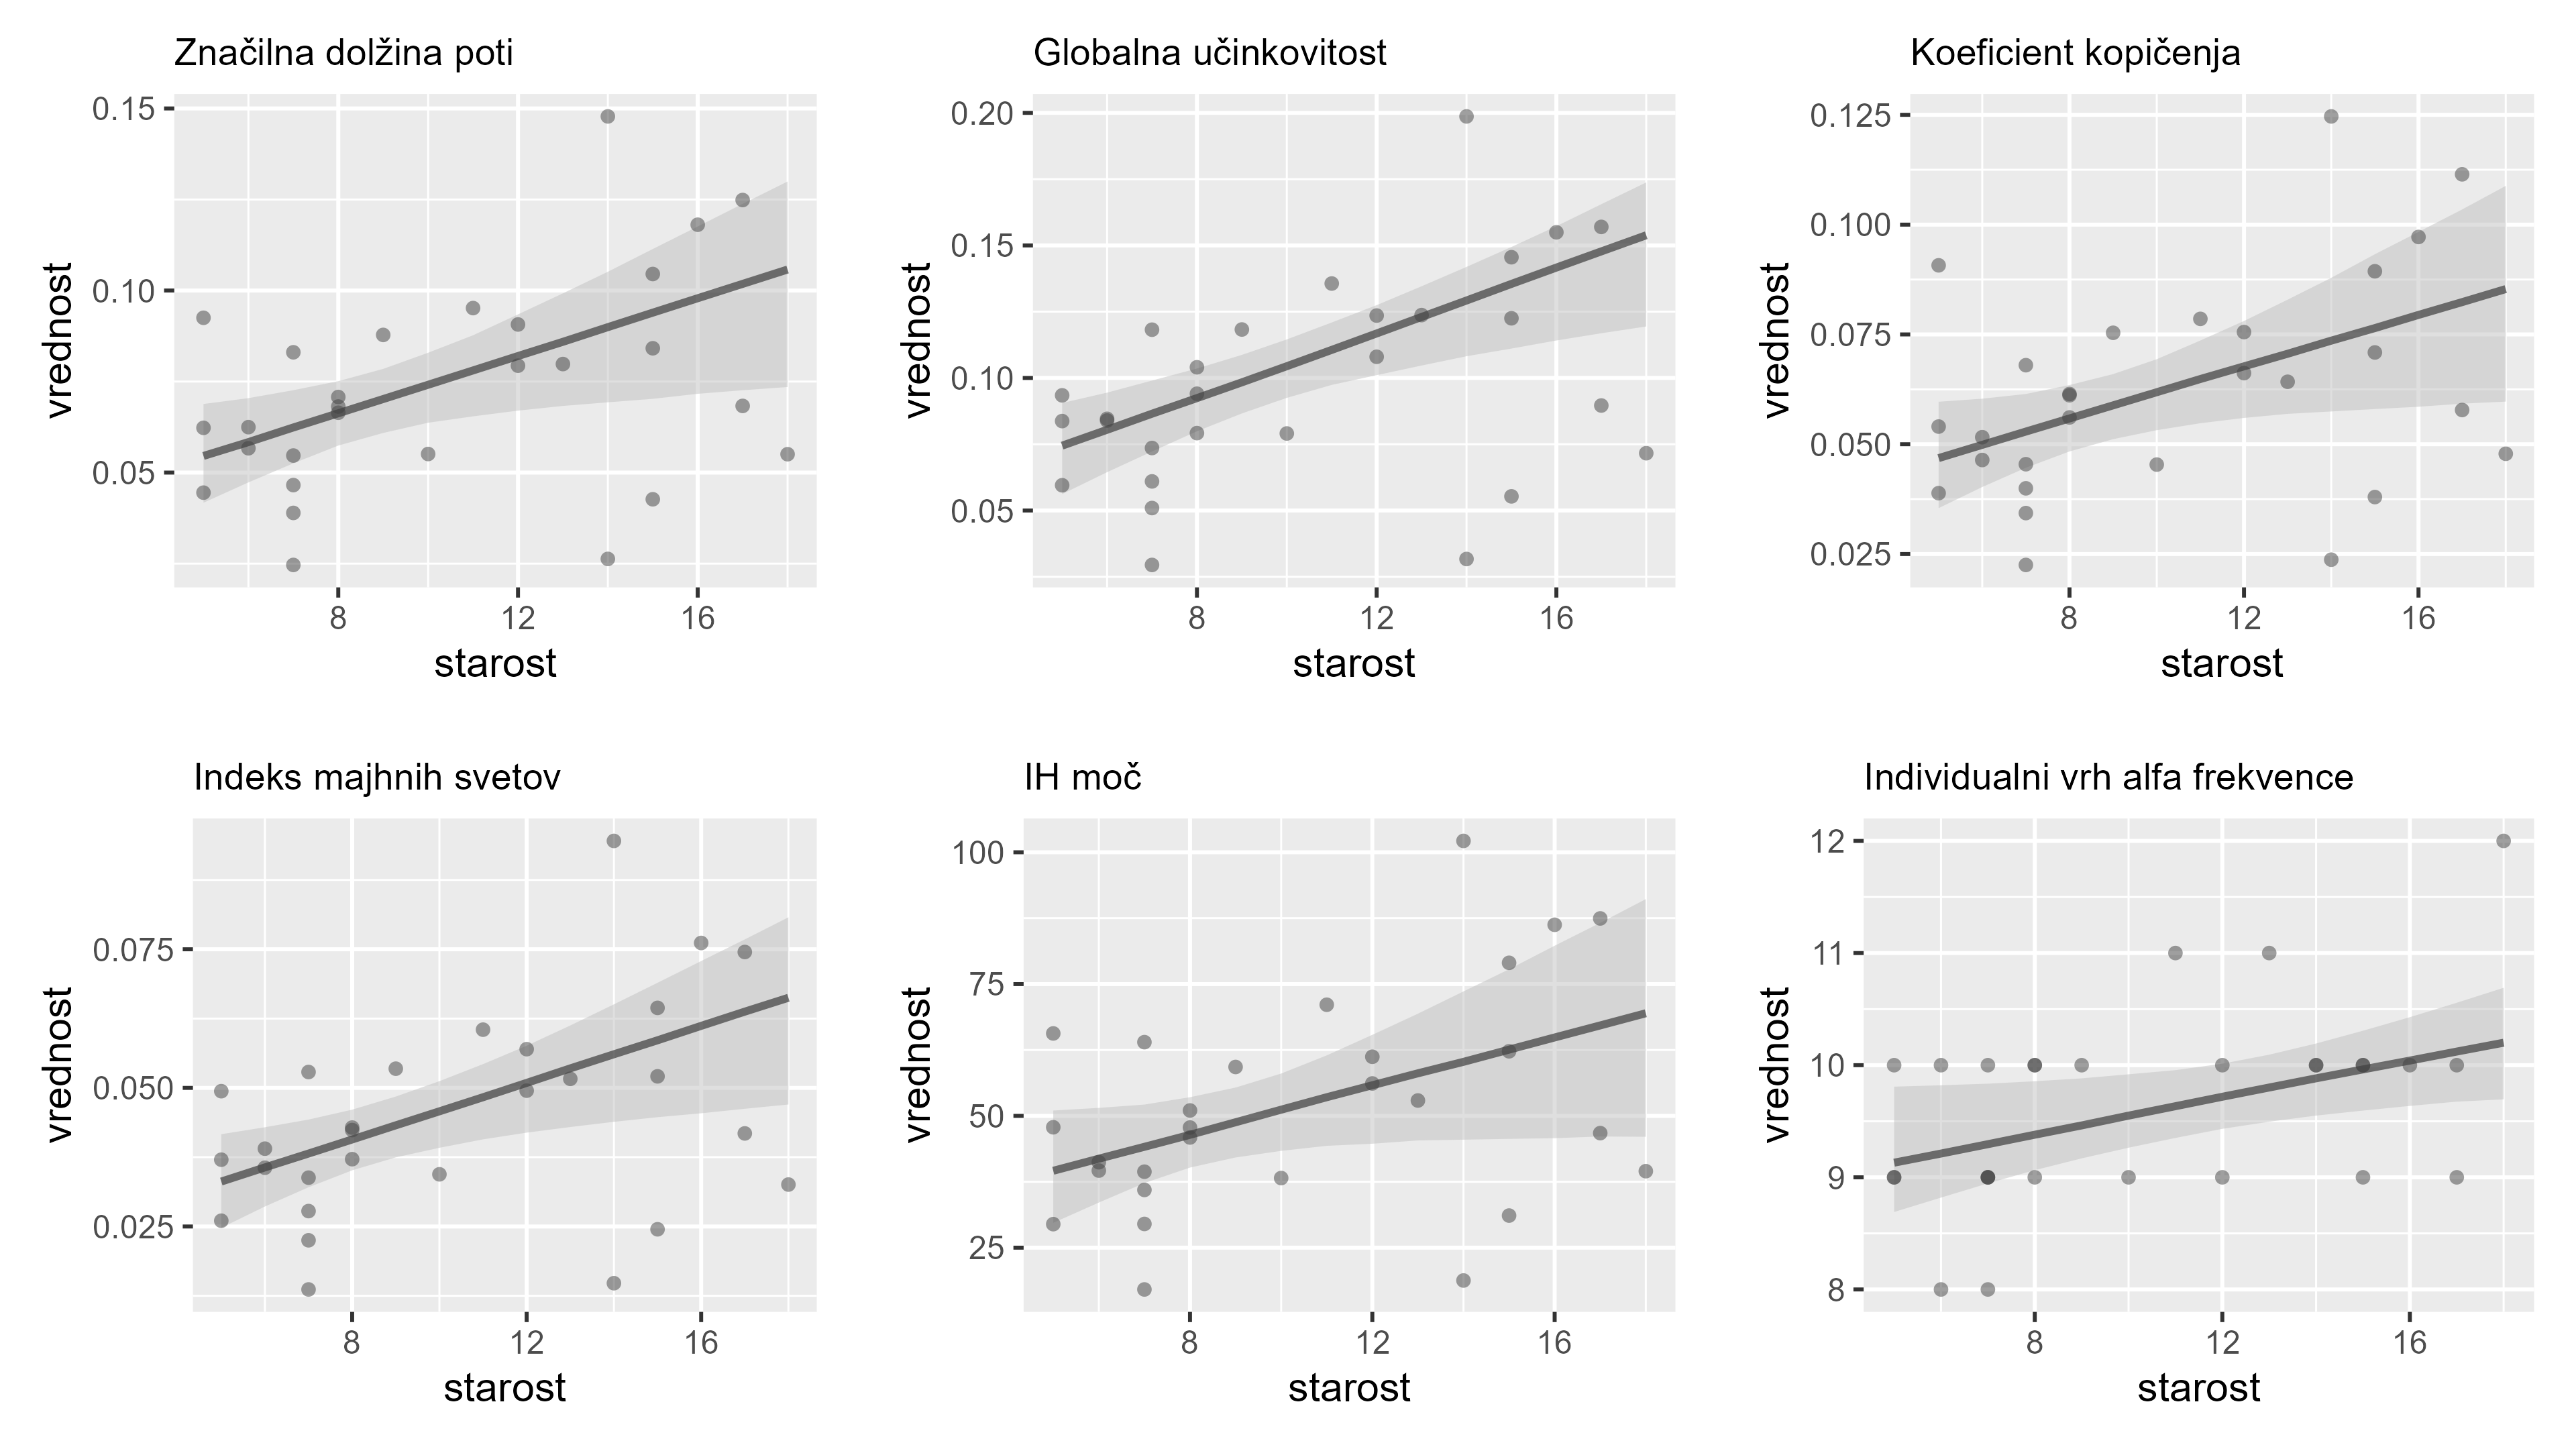 Značilna dolžina poti
Globalna učinkovitost
Koeficient kopičenja
0.15
0.10
0.05
vrednost
8
12
16
starost
0.20
0.15
0.10
0.05
vrednost
8
12
16
starost
0.125
0.100
0.075
0.050
0.025
vrednost
8
12
16
starost
Indeks majhnih svetov
IH moč
Individualni vrh alfa frekvence
0.075
0.050
0.025
vrednost
8
12
16
starost
100
75
50
25
vrednost
8
12
16
starost
12
11
10
9
8
vrednost
8
12
16
starost